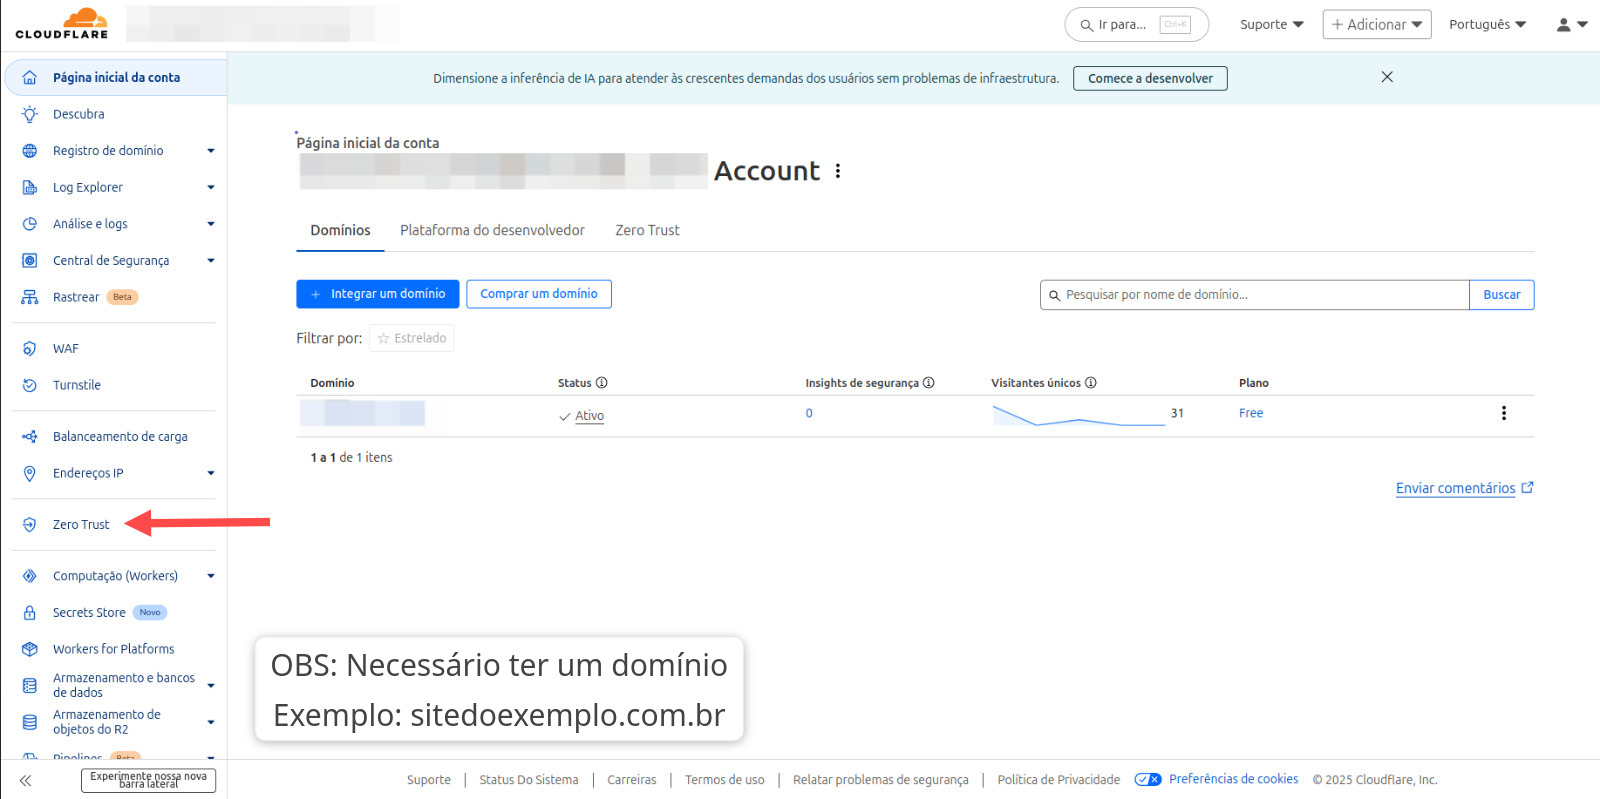 CLOUDFLARE
Ir para... Ctrl+K
Suporte
+ Adicionar
Português
Página inicial da conta
Descubra
Registro de domínio
Log Explorer
Análise e logs
Central de Segurança
Rastrear Beta
WAF
Turnstile
Balanceamento de carga
Endereços IP
Zero Trust
Computação (Workers)
Secrets Store Novo
Workers for Platforms
Armazenamento e bancos
de dados
Armazenamento de
objetos do R2
Pipelines Beta
Experimente nossa nova
barra lateral
Dimensione a inferência de IA para atender às crescentes demandas dos usuários sem problemas de infraestrutura.
Comece a desenvolver
Página inicial da conta
Account
Domínios Plataforma do desenvolvedor Zero Trust
+ Integrar um domínio Comprar um domínio
Pesquisar por nome de domínio... Buscar
Filtrar por: Estrelado
Domínio Status Insights de segurança Visitantes únicos Plano
Ativo 0 31 Free
1 a 1 de 1 itens
Enviar comentários
OBS: Necessário ter um domínio
Exemplo: sitedoexemplo.com.br
Suporte | Status Do Sistema | Carreiras | Termos de uso | Relatar problemas de segurança | Política de Privacidade Preferências de cookies © 2025 Cloudflare, Inc.